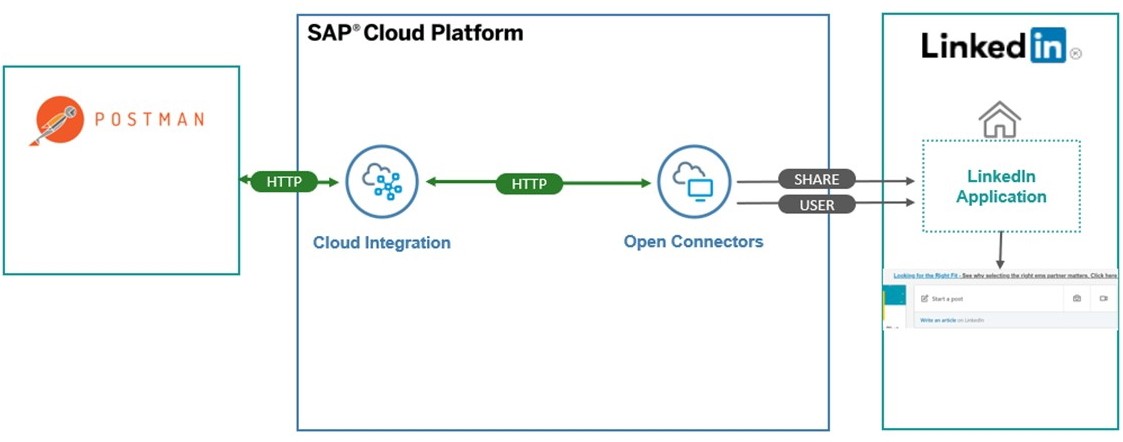 SAP® Cloud Platform
Linked in ®
POSTMAN
HTTP
HTTP
SHARE
USER
LinkedIn
Application
Cloud Integration
Open Connectors
Looking for the Right Fit - See why selecting the right emp partner matters. Click here
Start a post
Write an article on LinkedIn